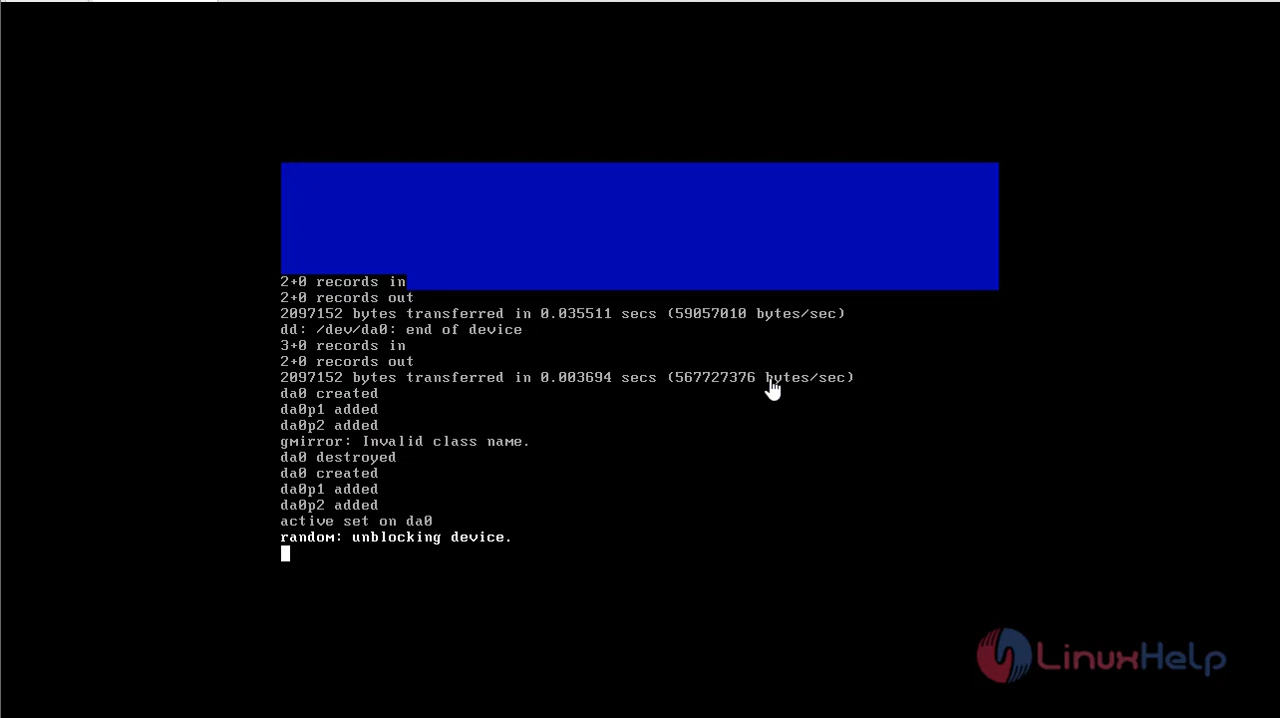 2+0 records in
2+0 records out
2097152 bytes transferred in 0.035511 secs (59057010 bytes/sec)
dd: /dev/da0: end of device
3+0 records in
2+0 records out
2097152 bytes transferred in 0.003694 secs (567727376 bytes/sec)
da0 created
da0p1 added
da0p2 added
gmirror: Invalid class name.
da0 destroyed
da0 created
da0p1 added
da0p2 added
active set on da0
random: unblocking device.
LinuxHelp